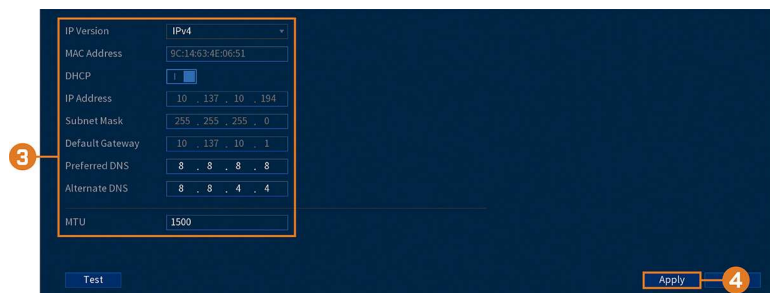 IP Version IPv4
MAC Address 9C:14:63:4E:06:51
DHCP
IP Address 10 . 137 . 10 . 194
Subnet Mask 255 . 255 . 255 . 0
3
Default Gateway 10 . 137 . 10 . 1
Preferred DNS 8 . 8 . 8 . 8
Alternate DNS 8 . 8 . 4 . 4
MTU 1500
Test Apply 4